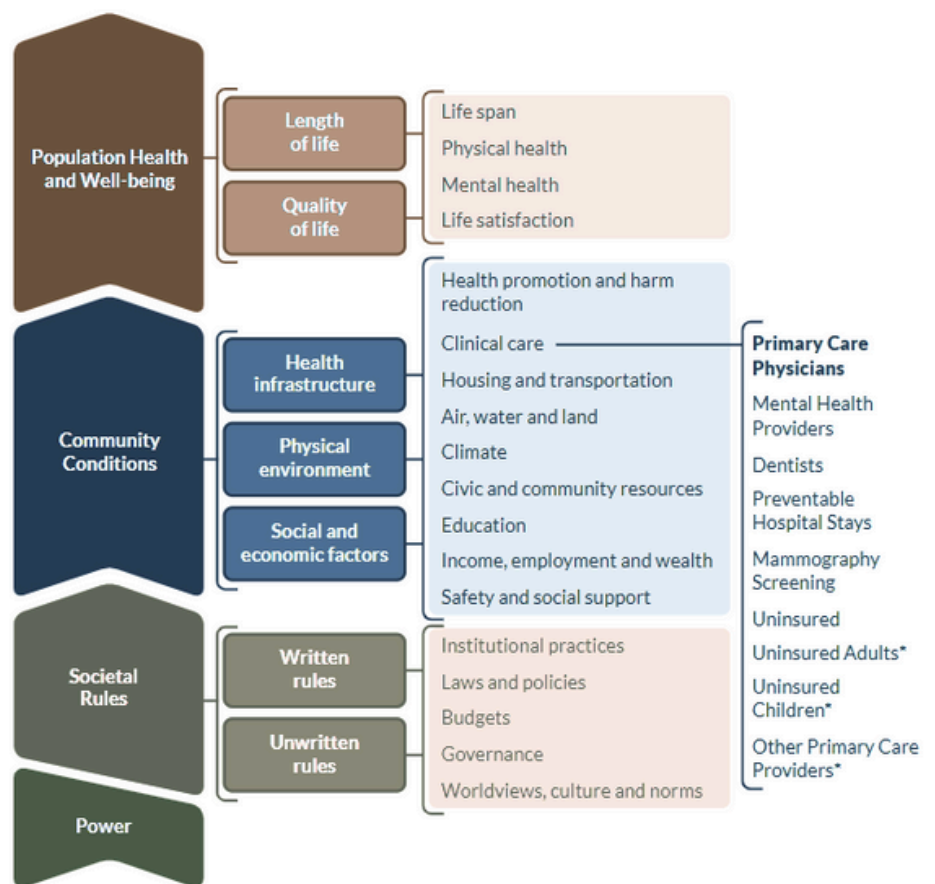 Population Health
and Well-being
Length
of life
Quality
of life
Life span
Physical health
Mental health
Life satisfaction
Community
Conditions
Health
infrastructure
Physical
environment
Social and
economic factors
Health promotion and harm
reduction
Clinical care
Housing and transportation
Air, water and land
Climate
Civic and community resources
Education
Income, employment and wealth
Safety and social support
Primary Care
Physicians
Mental Health
Providers
Dentists
Preventable
Hospital Stays
Mammography
Screening
Uninsured
Uninsured Adults*
Uninsured
Children*
Other Primary Care
Providers*
Societal
Rules
Written
rules
Unwritten
rules
Institutional practices
Laws and policies
Budgets
Governance
Worldviews, culture and norms
Power